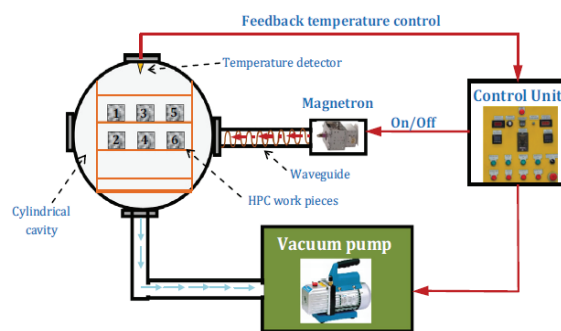 Feedback temperature control
Temperature detector
Magnetron
Control Unit
On/Off
1 3 5
2 4 6
Waveguide
HPC work pieces
Cylindrical
cavity
Vacuum pump